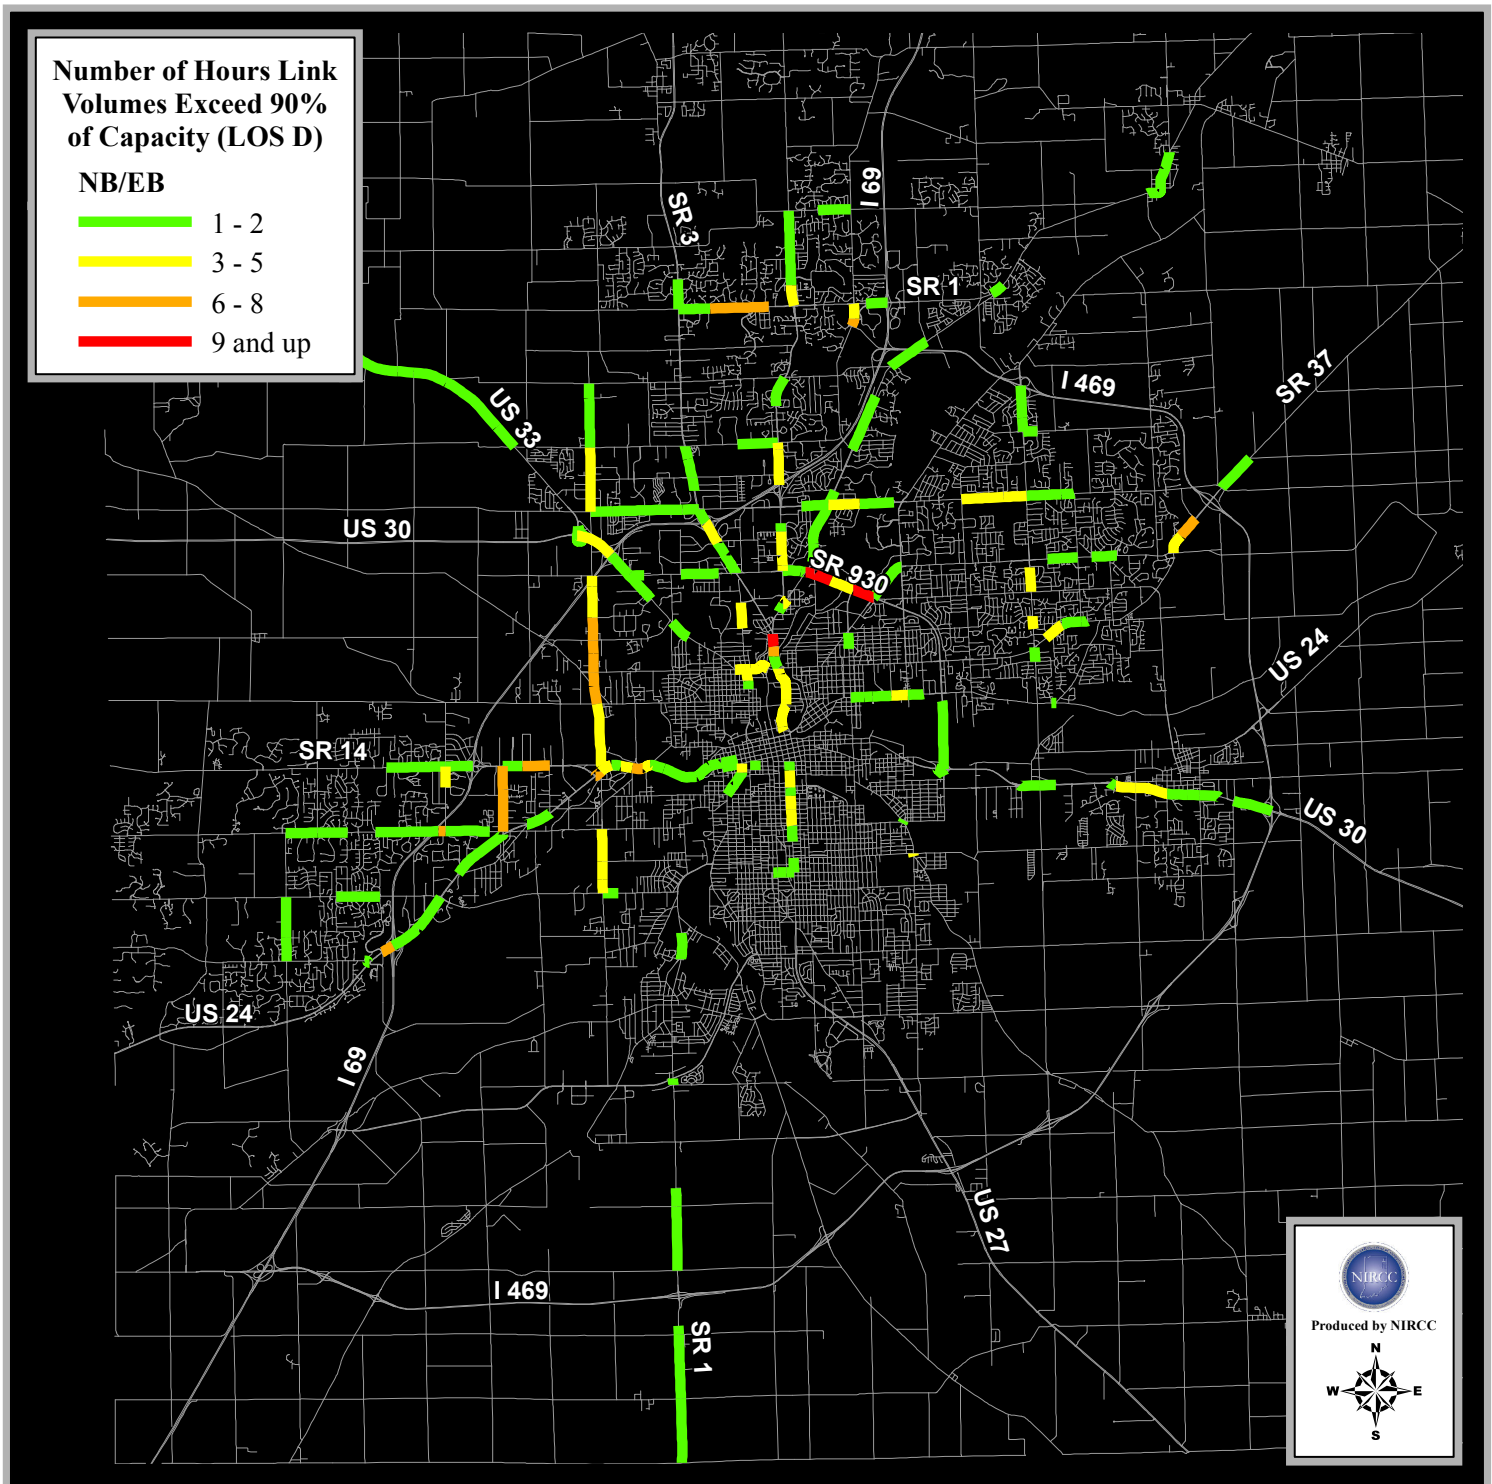 Number of Hours Link
Volumes Exceed 90%
of Capacity (LOS D)
NB/EB
1 - 2
3 - 5
6 - 8
9 and up
SR 3
I 69
SR 1
US 33
I 469
SR 37
US 30
SR 930
US 24
SR 14
US 30
US 24
I 69
US 27
I 469
SR 1
NIRCC
Produced by NIRCC
N
W E
S